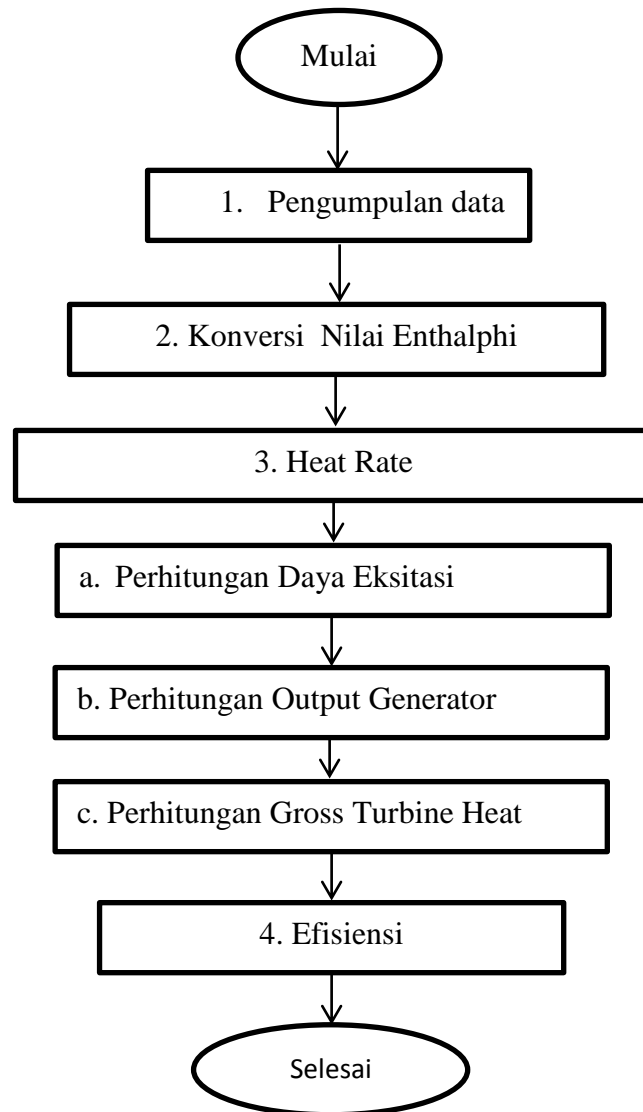 Mulai
1. Pengumpulan data
2. Konversi Nilai Enthalphi
3. Heat Rate
a. Perhitungan Daya Eksitasi
b. Perhitungan Output Generator
c. Perhitungan Gross Turbine Heat
4. Efisiensi
Selesai